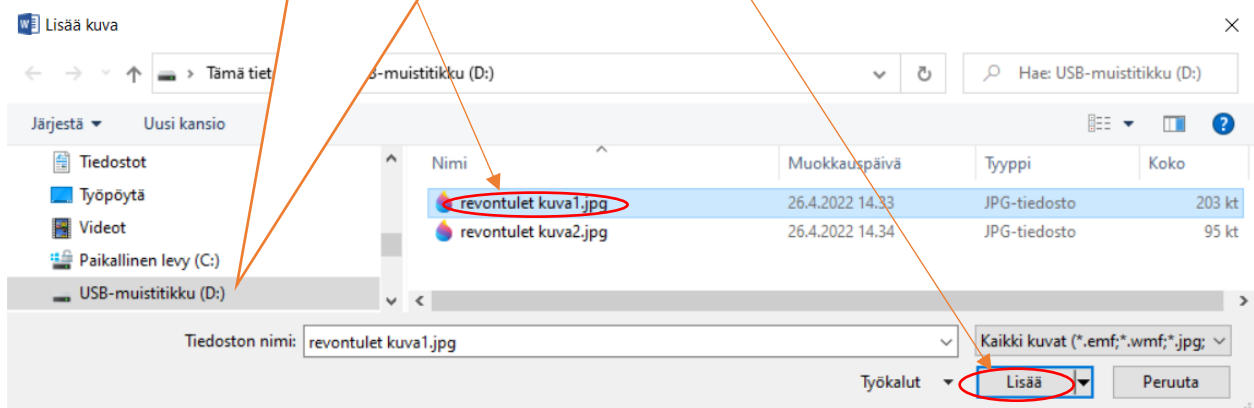 Lisää kuva
Tämä tiet B-muistitikku (D:)
Hae: USB-muistitikku (D:)
Järjestä
Uusi kansio
Tiedostot
Työpöytä
Videot
Paikallinen levy (C:)
USB-muistitikku (D:)
Nimi Muokkauspäivä Tyyppi Koko
revontulet kuva1.jpg 26.4.2022 14.33 JPG-tiedosto 203 kt
revontulet kuva2.jpg 26.4.2022 14.34 JPG-tiedosto 95 kt
Tiedoston nimi: revontulet kuva1.jpg
Kaikki kuvat (*.emf;*.wmf;*.jpg;
Työkalut Lisää Peruuta